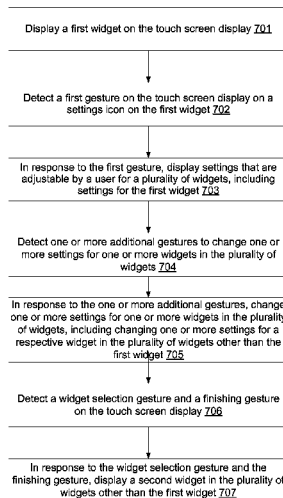 Display a first widget on the touch screen display 701
Detect a first gesture on the touch screen display on a
settings icon on the first widget 702
In response to the first gesture, display settings that are
adjustable by a user for a plurality of widgets, including
settings for the first widget 703
Detect one or more additional gestures to change one or
more settings for one or more widgets in the plurality of
widgets 704
In response to the one or more additional gestures, change
one or more settings for one or more widgets in the plurality
of widgets, including changing one or more settings for a
respective widget in the plurality of widgets other than the
first widget 705
Detect a widget selection gesture and a finishing gesture
on the touch screen display 706
In response to the widget selection gesture and the
finishing gesture, display a second widget in the plurality of
widgets other than the first widget 707